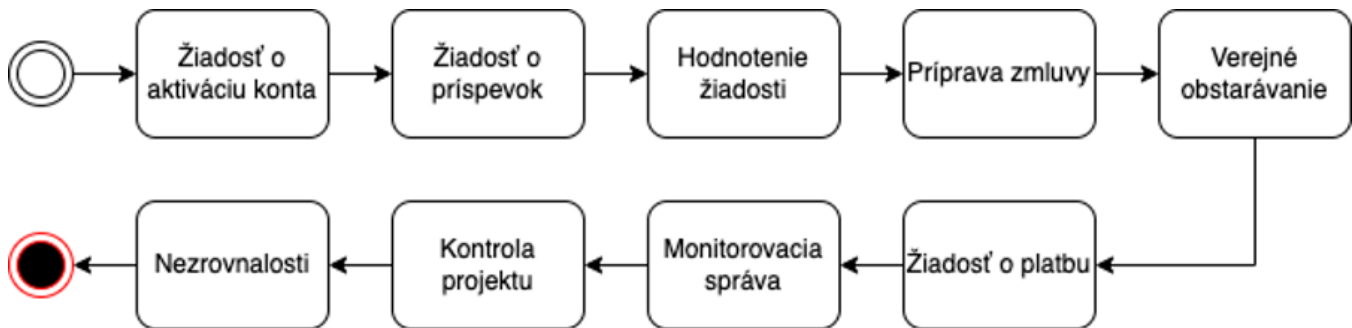 Žiadosť o
aktiváciu konta
Žiadosť o
príspevok
Hodnotenie
žiadosti
Príprava zmluvy
Verejné
obstarávanie
Žiadosť o platbu
Monitorovacia
správa
Kontrola
projektu
Nezrovnalosti